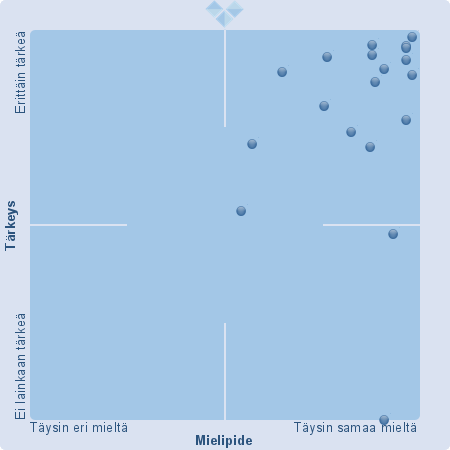 Erittäin tärkeä
Tärkeys
Ei lainkaan tärkeä
Täysin eri mieltä
Täysin samaa mieltä
Mielipide